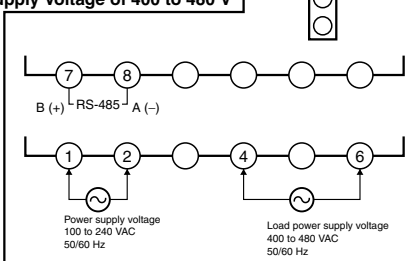 upply Voltage of 400 to 480 V
7 8
B (+) RS-485 A (–)
1 2 4 6
Power supply voltage
100 to 240 VAC
50/60 Hz
Load power supply voltage
400 to 480 VAC
50/60 Hz